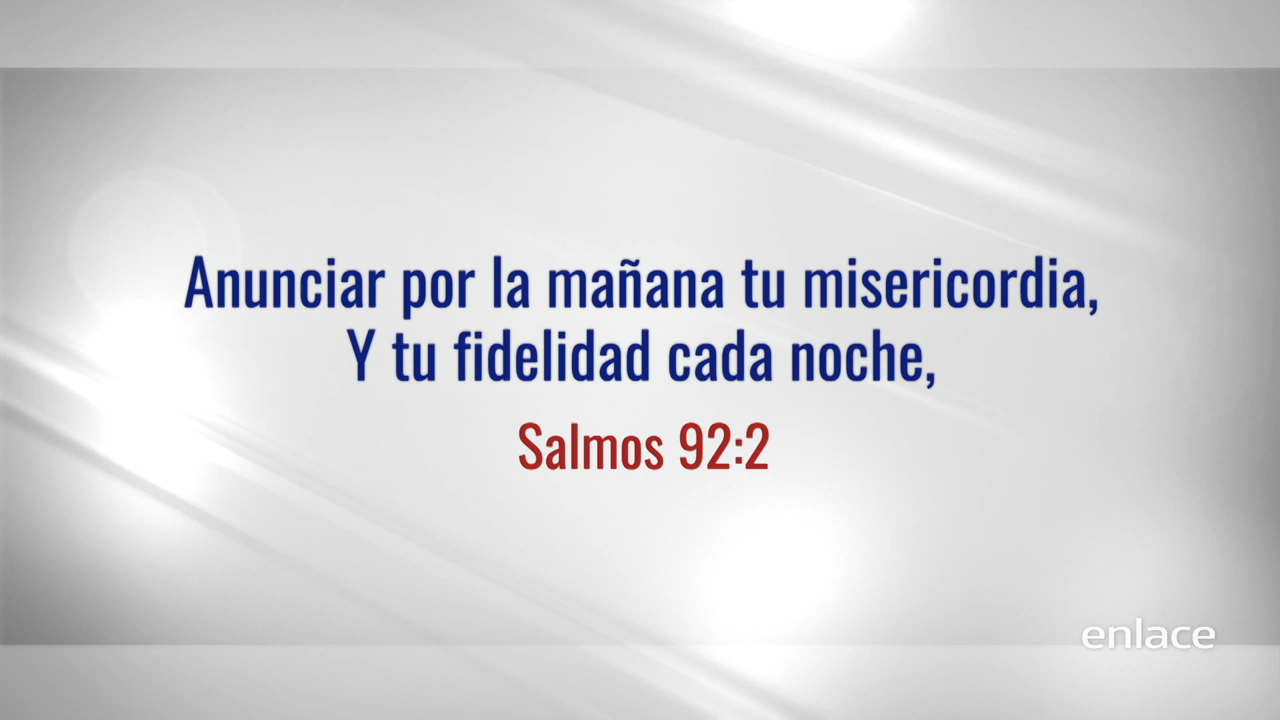 Anunciar por la mañana tu misericordia,
Y tu fidelidad cada noche,
Salmos 92:2
enlace